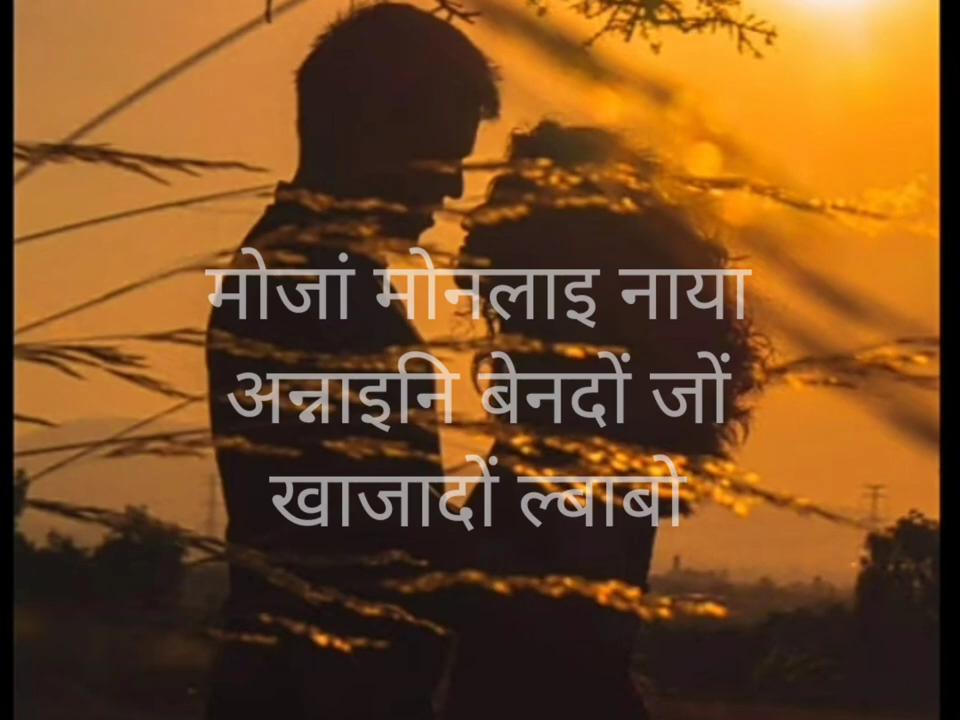 मोजां मोनलाइ नाया
अन्नाइनि बेनदों जों
खाजादों ल्बाबो